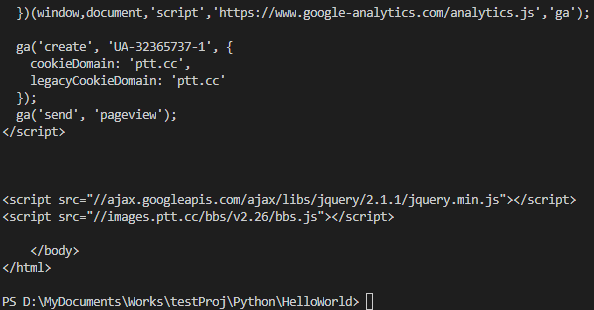 })(window,document,'script','https://www.google-analytics.com/analytics.js','ga');
ga('create', 'UA-32365737-1', {
cookieDomain: 'ptt.cc',
legacyCookieDomain: 'ptt.cc'
});
ga('send', 'pageview');
</script>
<script src="//ajax.googleapis.com/ajax/libs/jquery/2.1.1/jquery.min.js"></script>
<script src="//images.ptt.cc/bbs/v2.26/bbs.js"></script>
</body>
</html>
PS D:\MyDocuments\Works\testProj\Python\HelloWorld>